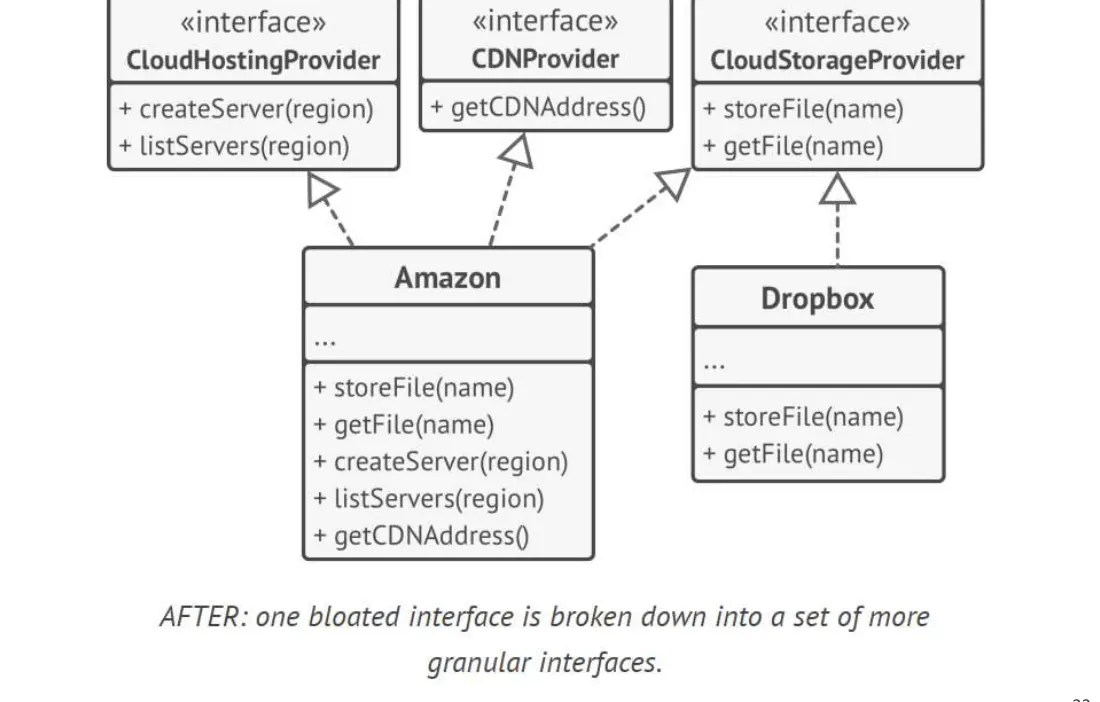 «interface»
CloudHostingProvider
+ createServer(region)
+ listServers(region)
«interface»
CDNProvider
+ getCDNAddress()
«interface»
CloudStorageProvider
+ storeFile(name)
+ getFile(name)
Amazon
...
+ storeFile(name)
+ getFile(name)
+ createServer(region)
+ listServers(region)
+ getCDNAddress()
Dropbox
...
+ storeFile(name)
+ getFile(name)
AFTER: one bloated interface is broken down into a set of more
granular interfaces.